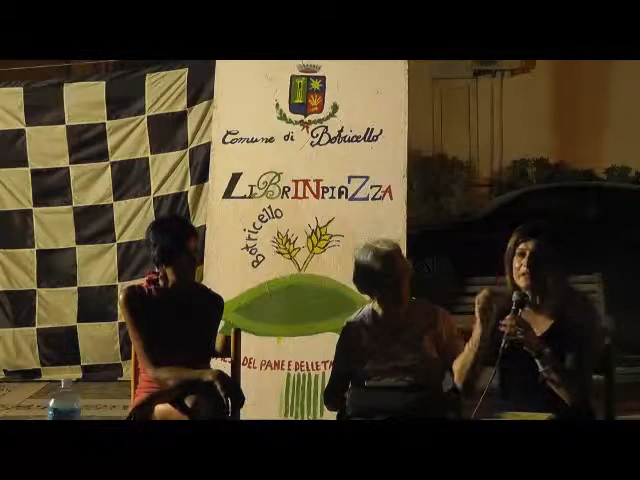 Comune di Botricello
LIBRINPIAZZA
Botricello
DEL PANE E DELLE